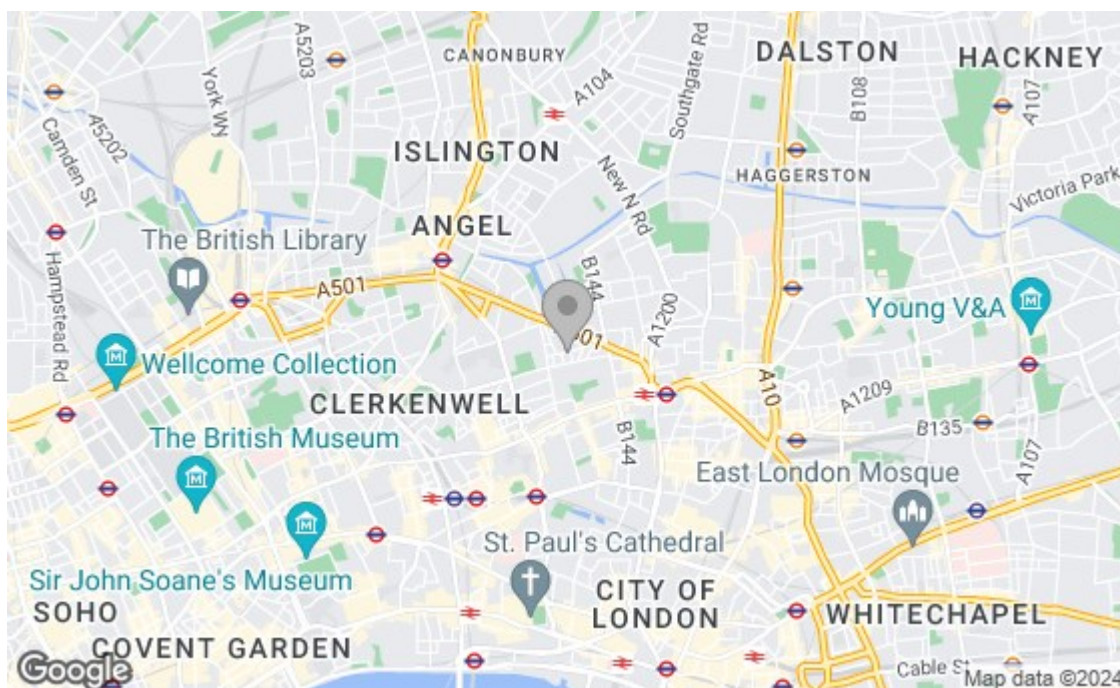 A5203
CANONBURY
DALSTON
HACKNEY
York Wy
A104
Southgate Rd
B108
A107
Camden St
A5202
ISLINGTON
New N Rd
HAGGERSTON
Victoria Park
ANGEL
The British Library
B144
Hampstead Rd
A501
A1200
Young V&A
Wellcome Collection
A10
CLERKENWELL
A1209
B135
The British Museum
B144
A107
East London Mosque
St. Paul's Cathedral
Sir John Soane's Museum
CITY OF
LONDON
SOHO
WHITECHAPEL
COVENT GARDEN
Google
Cable St
Map data ©2024